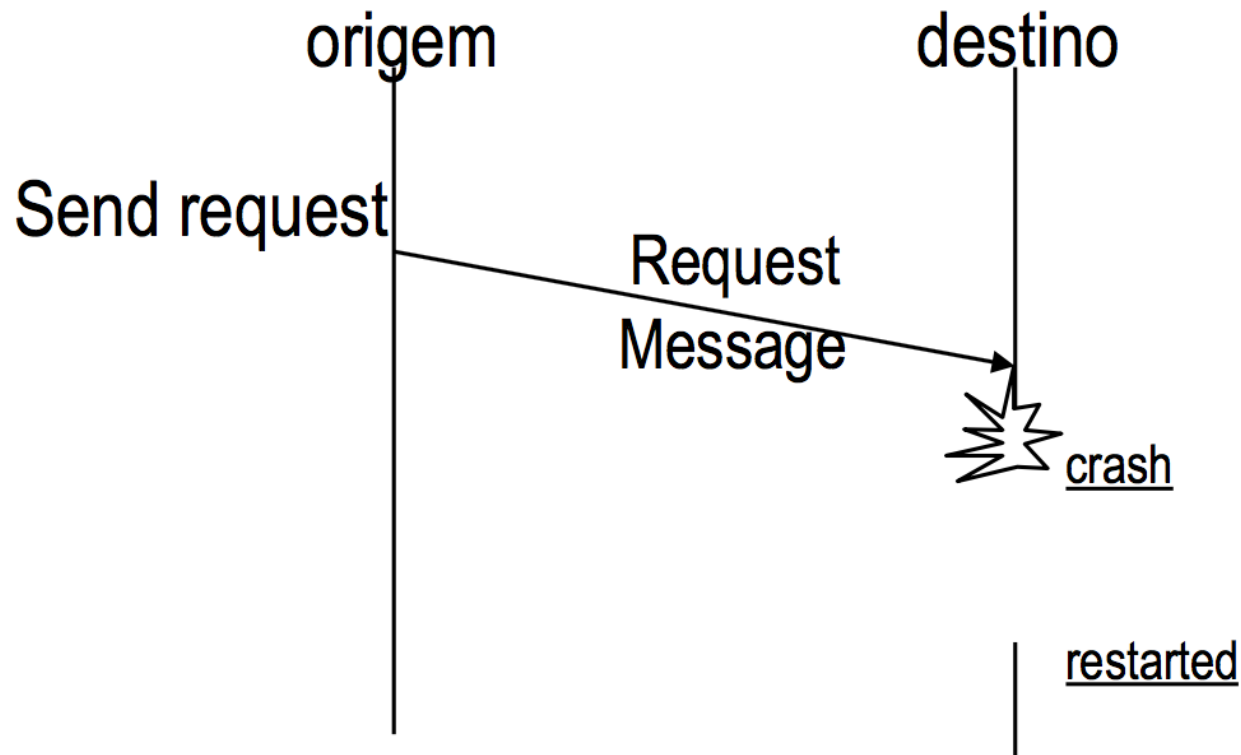 origem
destino
Send request
Request
Message
crash
restarted